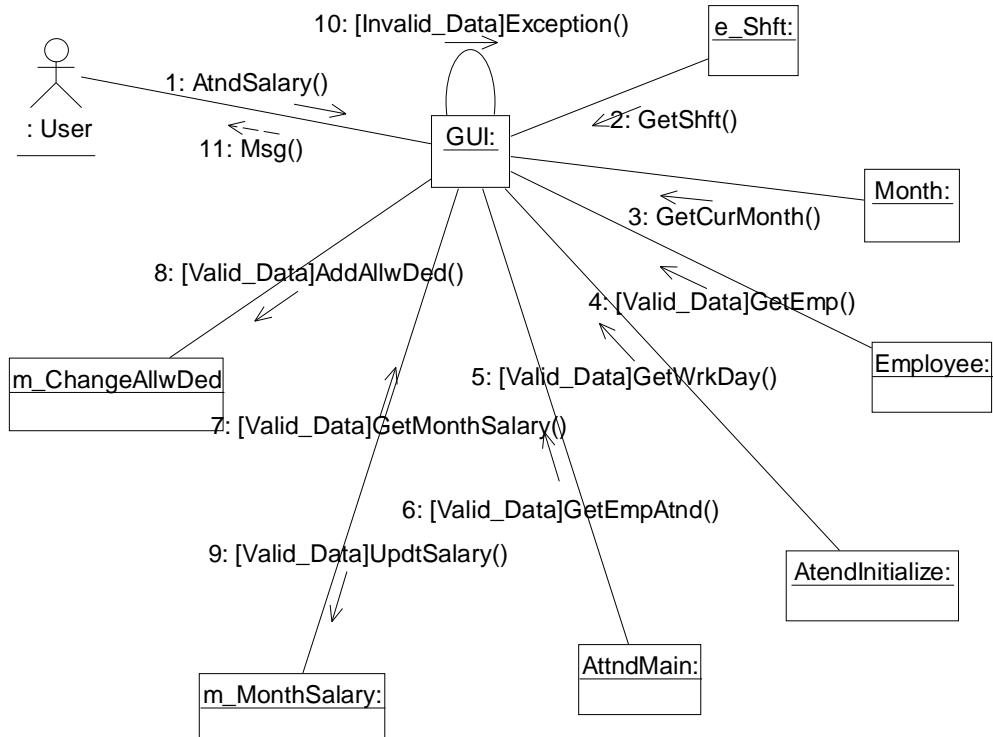 10: [Invalid_Data]Exception()
e_Shft:
1: AtndSalary()
: User
11: Msg()
GUI:
2: GetShft()
Month:
3: GetCurMonth()
8: [Valid_Data]AddAllwDed()
4: [Valid_Data]GetEmp()
m_ChangeAllwDed
5: [Valid_Data]GetWrkDay()
Employee:
7: [Valid_Data]GetMonthSalary()
6: [Valid_Data]GetEmpAtnd()
9: [Valid_Data]UpdtSalary()
AtendInitialize:
AttndMain:
m_MonthSalary: